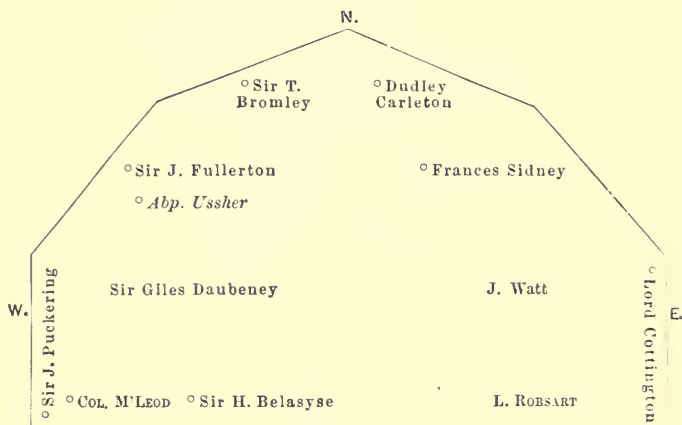 N.
° Sir T. Bromley
° Dudley Carleton
° Sir J. Fullerton
° Frances Sidney
° Abp. Ussher
W.
° Sir J. Puckering
Sir Giles Daubeney
J. Watt
° Lord Cottington
E.
° COL. M'LEOD
° Sir H. Belasyse
L. ROBSART